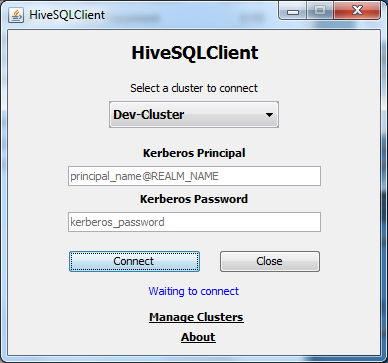 HiveSQLClient
HiveSQLClient
Select a cluster to connect
Dev-Cluster
Kerberos Principal
principal_name@REALM_NAME
Kerberos Password
kerberos_password
Connect Close
Waiting to connect
Manage Clusters
About